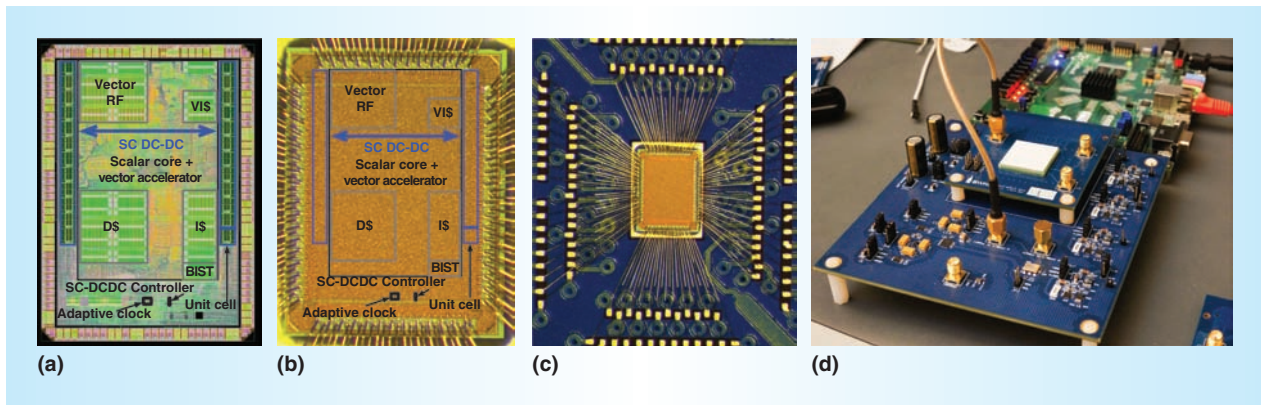 Vector
RF
VI$
SC DC-DC
Scalar core +
vector accelerator
D$
I$
BIST
SC-DCDC Controller
Adaptive clock
Unit cell
(a)
Vector
RF
VI$
SC DC-DC
Scalar core +
vector accelerator
D$
I$
BIST
SC-DCDC Controller
Adaptive clock
Unit cell
(b)
(c)
(d)